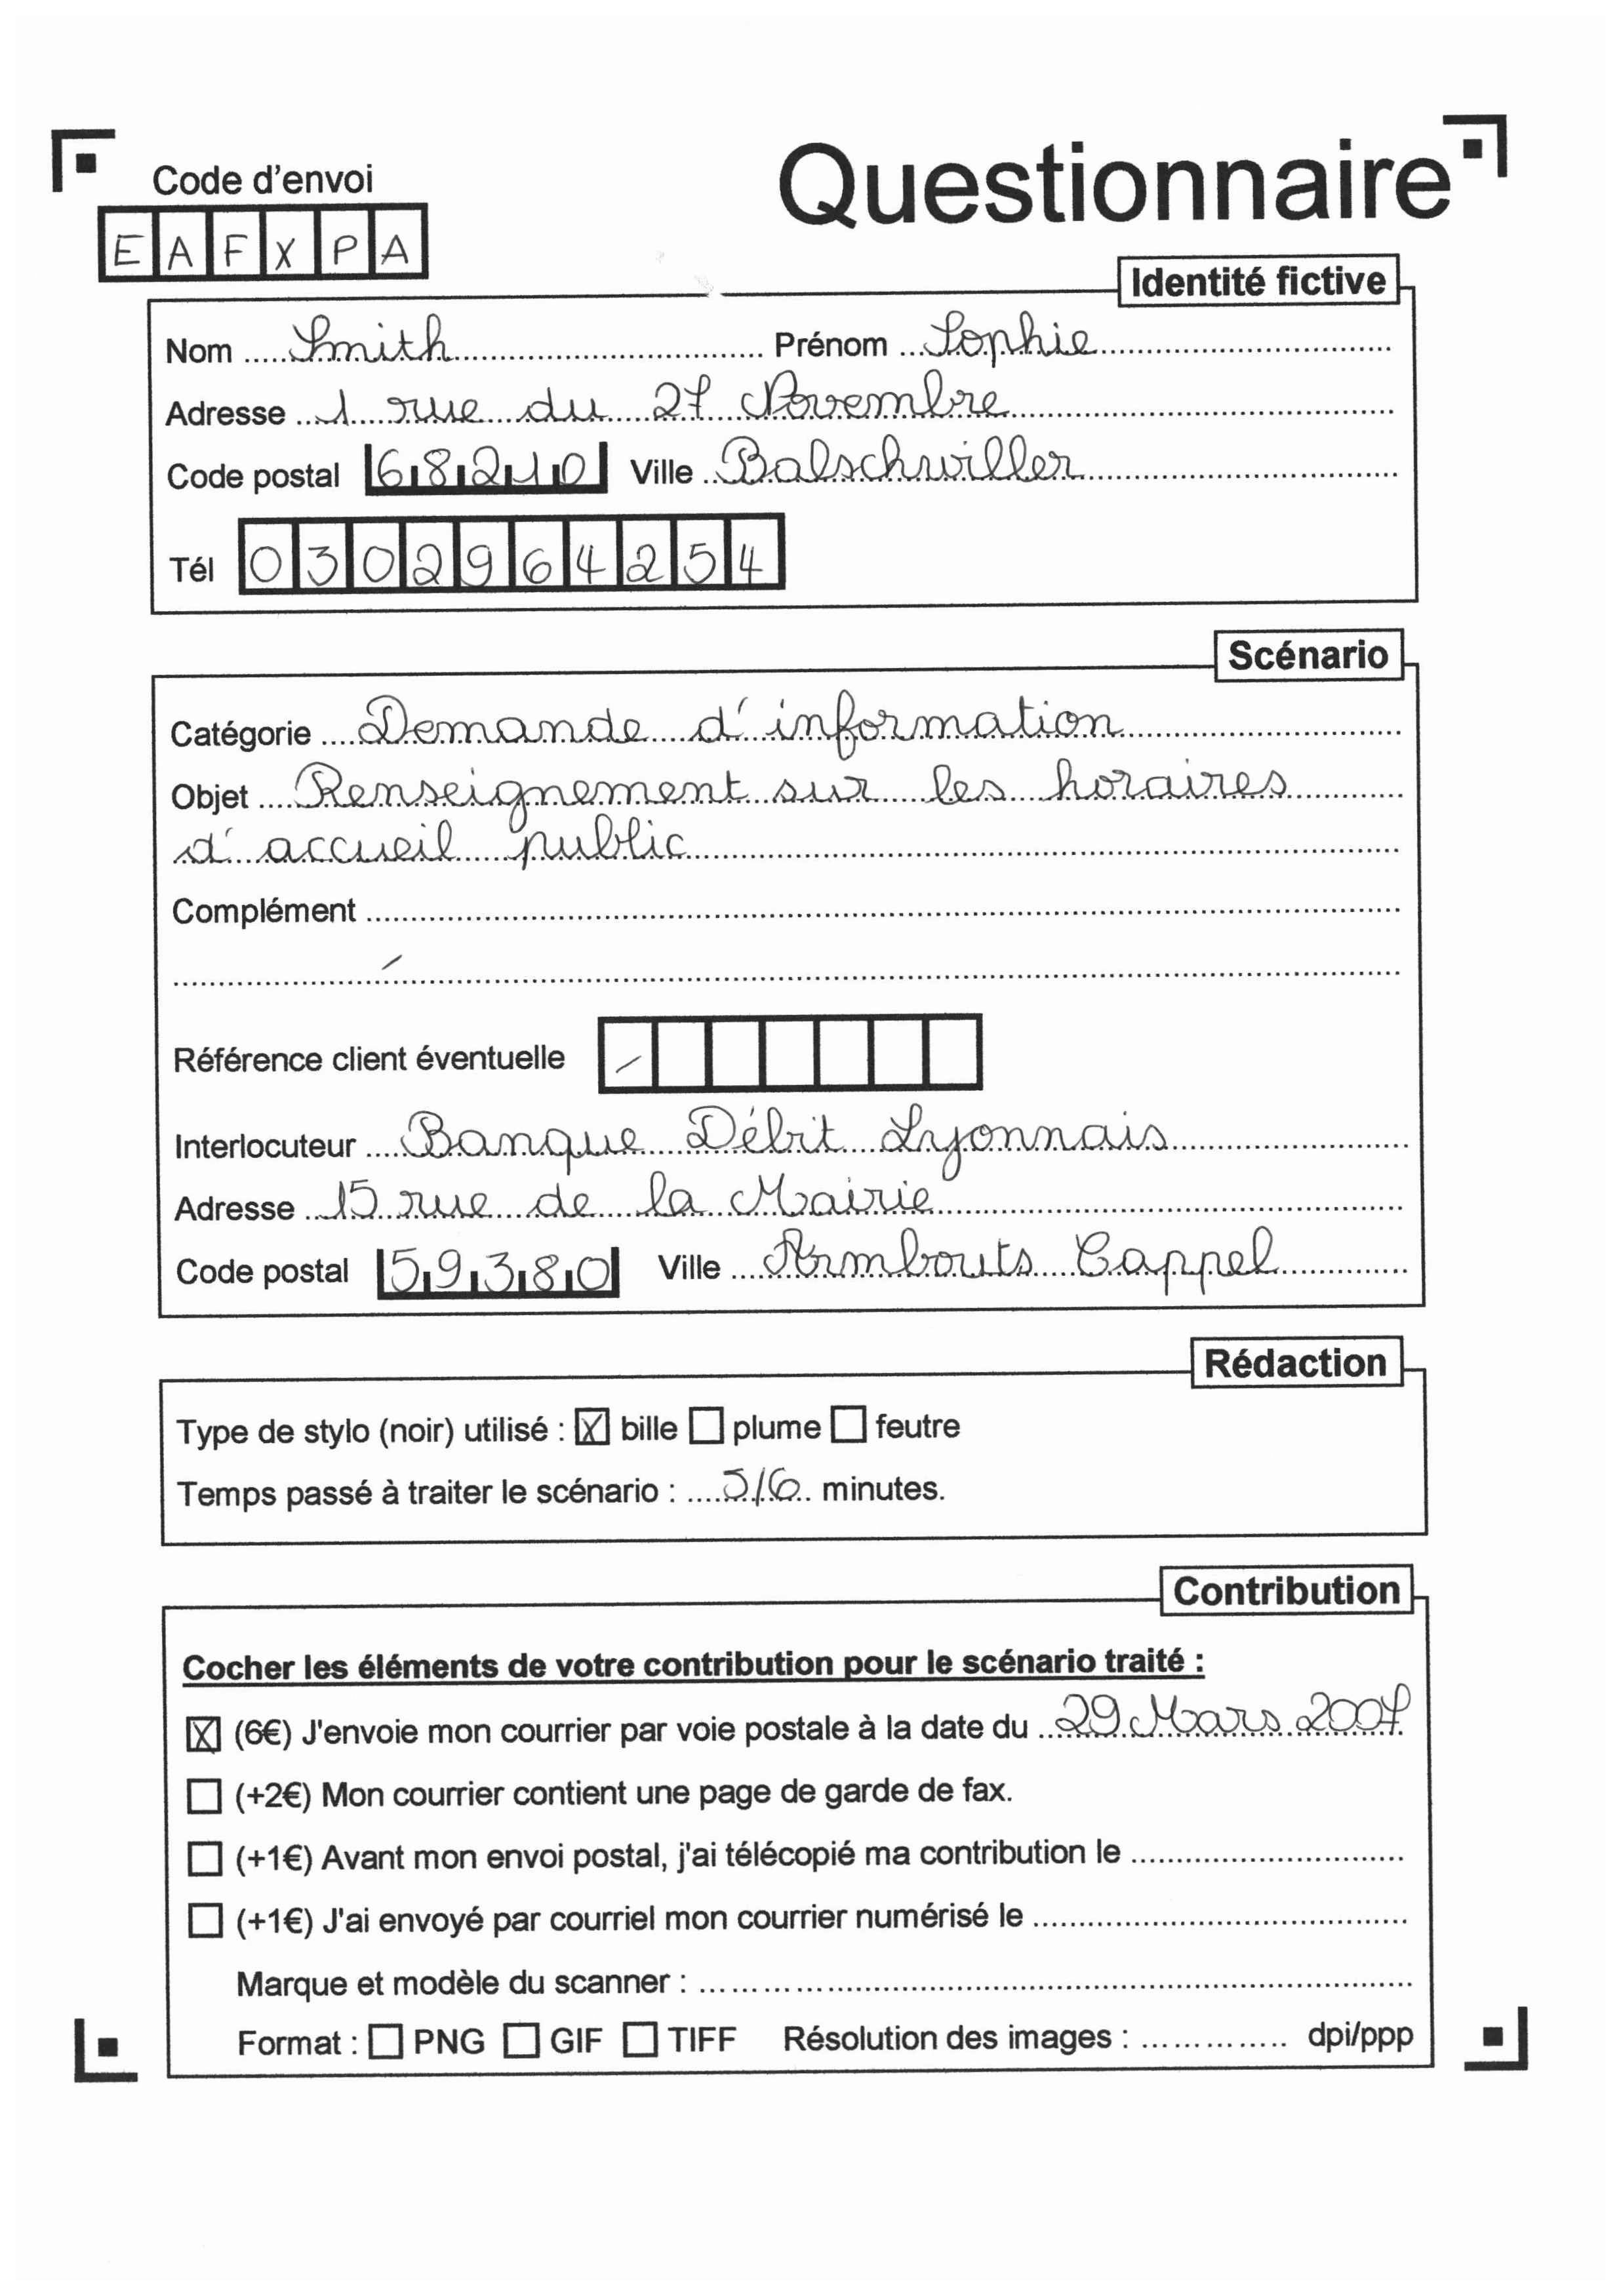 Code d'envoi
Questionnaire
E A F X P A
Identité fictive
Nom Smith Prénom Sophie
Adresse 1 rue du 27 Novembre
Code postal 68210 Ville Balschwiller
Tél 0302964254
Scénario
Catégorie Demande d'information
Objet Renseignement sur les horaires
d'accueil public
Complément
/
Référence client éventuelle /
Interlocuteur Banque Débit Lyonnais
Adresse 15 rue de la Mairie
Code postal 59380 Ville Armbouts Cappel
Rédaction
Type de stylo (noir) utilisé : X bille plume feutre
Temps passé à traiter le scénario : 5/6 minutes.
Contribution
Cocher les éléments de votre contribution pour le scénario traité :
X (6€) J'envoie mon courrier par voie postale à la date du 29 Mars 2007
(+2€) Mon courrier contient une page de garde de fax.
(+1€) Avant mon envoi postal, j'ai télécopié ma contribution le
(+1€) J'ai envoyé par courriel mon courrier numérisé le
Marque et modèle du scanner :
Format : PNG GIF TIFF Résolution des images : dpi/ppp